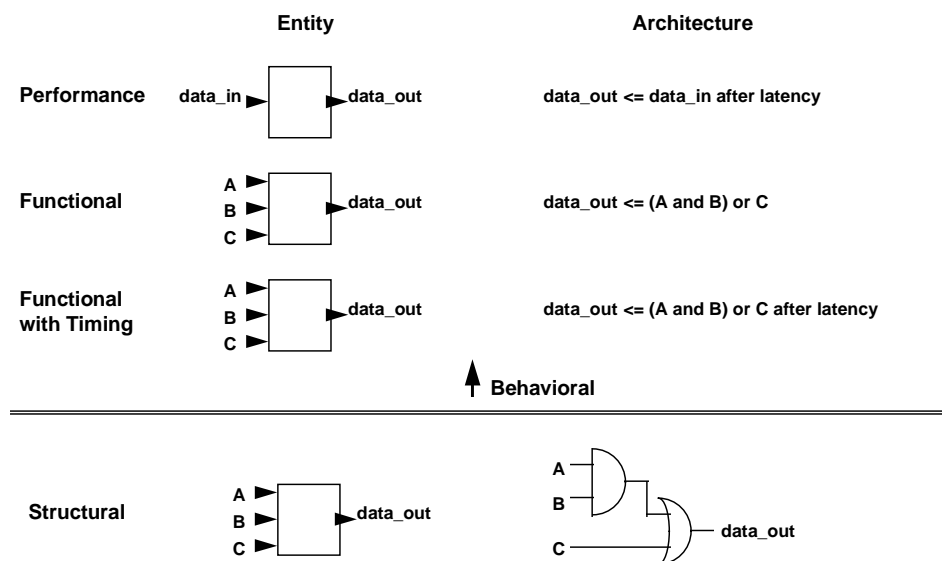 Entity Architecture
Performance data_in data_out data_out <= data_in after latency
A
Functional B data_out data_out <= (A and B) or C
C
A
Functional
with Timing B data_out data_out <= (A and B) or C after latency
C
Behavioral
A A
Structural B data_out B data_out
C C